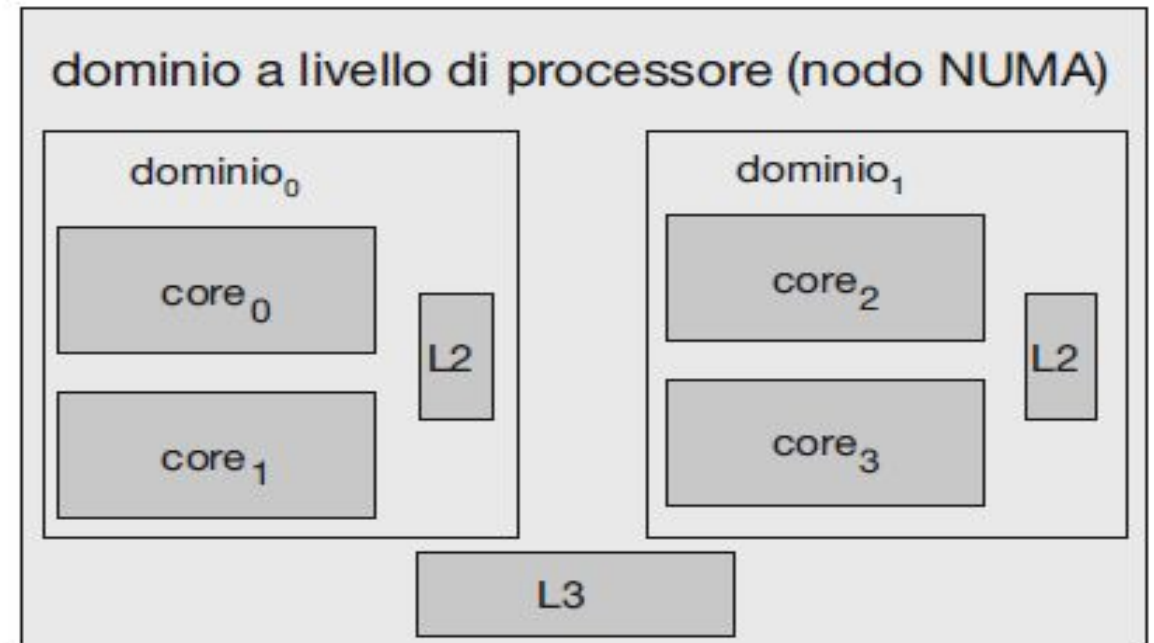 dominio a livello di processore (nodo NUMA)
dominio₀
core₀
core₁
L2
dominio₁
core₂
core₃
L2
L3